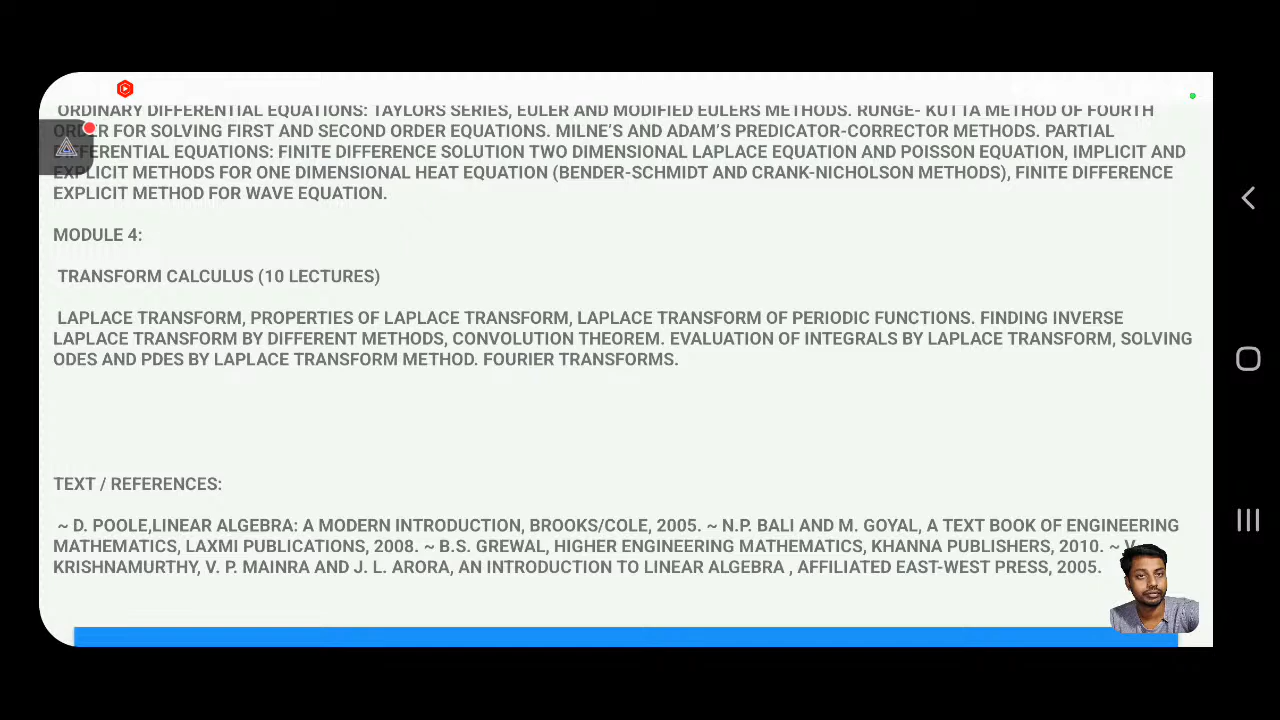 ORDINARY DIFFERENTIAL EQUATIONS: TAYLORS SERIES, EULER AND MODIFIED EULERS METHODS. RUNGE- KUTTA METHOD OF FOURTH
ORDER FOR SOLVING FIRST AND SECOND ORDER EQUATIONS. MILNE'S AND ADAM'S PREDICATOR-CORRECTOR METHODS. PARTIAL
DIFFERENTIAL EQUATIONS: FINITE DIFFERENCE SOLUTION TWO DIMENSIONAL LAPLACE EQUATION AND POISSON EQUATION, IMPLICIT AND
EXPLICIT METHODS FOR ONE DIMENSIONAL HEAT EQUATION (BENDER-SCHMIDT AND CRANK-NICHOLSON METHODS), FINITE DIFFERENCE
EXPLICIT METHOD FOR WAVE EQUATION.
MODULE 4:
TRANSFORM CALCULUS (10 LECTURES)
LAPLACE TRANSFORM, PROPERTIES OF LAPLACE TRANSFORM, LAPLACE TRANSFORM OF PERIODIC FUNCTIONS. FINDING INVERSE
LAPLACE TRANSFORM BY DIFFERENT METHODS, CONVOLUTION THEOREM. EVALUATION OF INTEGRALS BY LAPLACE TRANSFORM, SOLVING
ODES AND PDES BY LAPLACE TRANSFORM METHOD. FOURIER TRANSFORMS.
TEXT / REFERENCES:
~ D. POOLE,LINEAR ALGEBRA: A MODERN INTRODUCTION, BROOKS/COLE, 2005. ~ N.P. BALI AND M. GOYAL, A TEXT BOOK OF ENGINEERING
MATHEMATICS, LAXMI PUBLICATIONS, 2008. ~ B.S. GREWAL, HIGHER ENGINEERING MATHEMATICS, KHANNA PUBLISHERS, 2010. ~ V.
KRISHNAMURTHY, V. P. MAINRA AND J. L. ARORA, AN INTRODUCTION TO LINEAR ALGEBRA , AFFILIATED EAST-WEST PRESS, 2005.